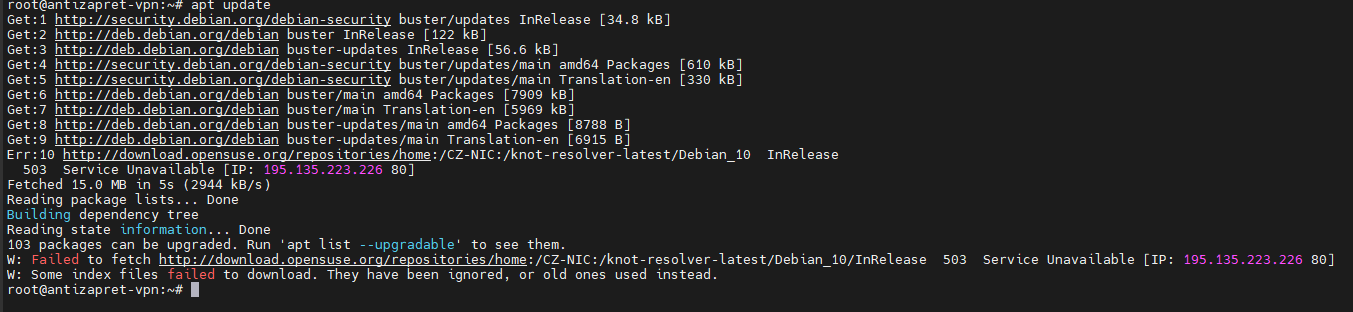 root@antizapret-vpn:~# apt update
Get:1 http://security.debian.org/debian-security buster/updates InRelease [34.8 kB]
Get:2 http://deb.debian.org/debian buster InRelease [122 kB]
Get:3 http://deb.debian.org/debian buster-updates InRelease [56.6 kB]
Get:4 http://security.debian.org/debian-security buster/updates/main amd64 Packages [610 kB]
Get:5 http://security.debian.org/debian-security buster/updates/main Translation-en [330 kB]
Get:6 http://deb.debian.org/debian buster/main amd64 Packages [7909 kB]
Get:7 http://deb.debian.org/debian buster/main Translation-en [5969 kB]
Get:8 http://deb.debian.org/debian buster-updates/main amd64 Packages [8788 B]
Get:9 http://deb.debian.org/debian buster-updates/main Translation-en [6915 B]
Err:10 http://download.opensuse.org/repositories/home:/CZ-NIC:/knot-resolver-latest/Debian_10  InRelease
  503  Service Unavailable [IP: 195.135.223.226 80]
Fetched 15.0 MB in 5s (2944 kB/s)
Reading package lists... Done
Building dependency tree
Reading state information... Done
103 packages can be upgraded. Run 'apt list --upgradable' to see them.
W: Failed to fetch http://download.opensuse.org/repositories/home:/CZ-NIC:/knot-resolver-latest/Debian_10/InRelease  503  Service Unavailable [IP: 195.135.223.226 80]
W: Some index files failed to download. They have been ignored, or old ones used instead.
root@antizapret-vpn:~#